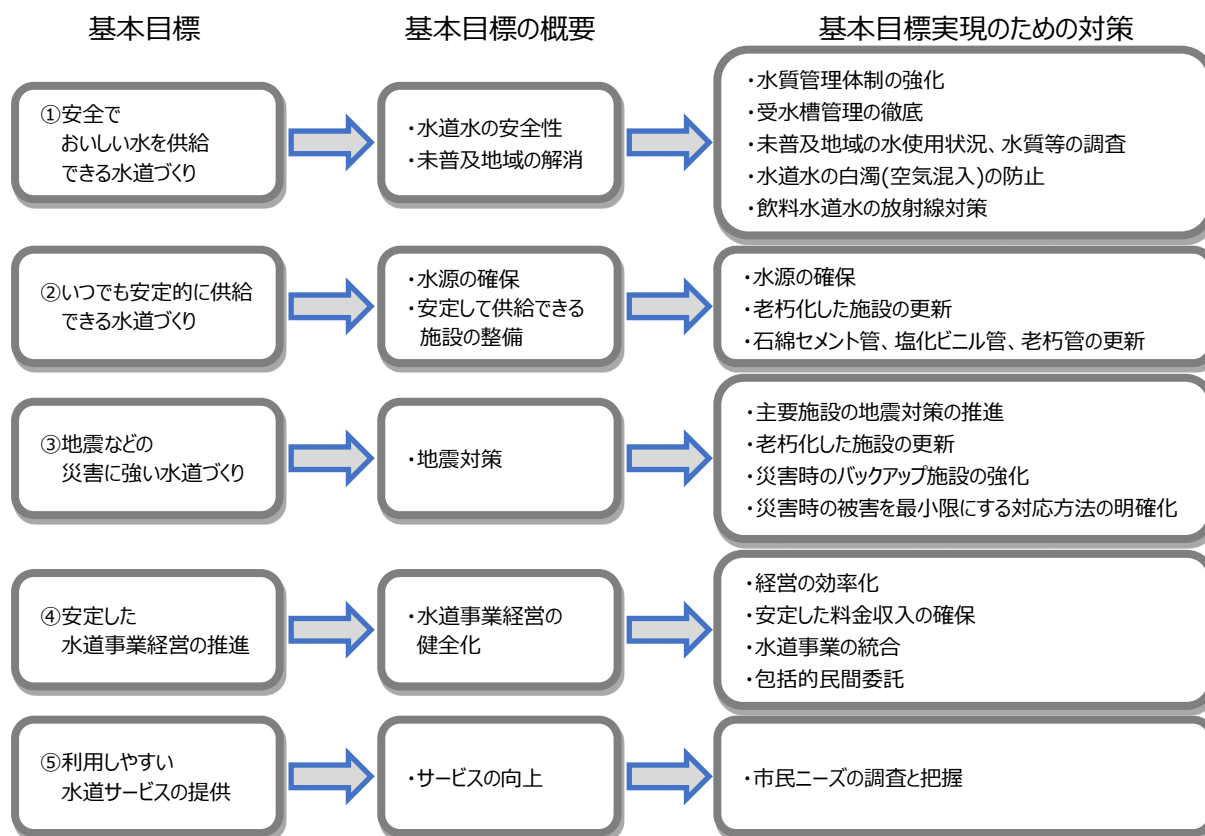 基本目標
基本目標の概要
基本目標実現のための対策
①安全で
おいしい水を供給
できる水道づくり
・水道水の安全性
・未普及地域の解消
・水質管理体制の強化
・受水槽管理の徹底
・未普及地域の水使用状況、水質等の調査
・水道水の白濁(空気混入)の防止
・飲料水道水の放射線対策
②いつでも安定的に供給
できる水道づくり
・水源の確保
・安定して供給できる
施設の整備
・水源の確保
・老朽化した施設の更新
・石綿セメント管、塩化ビニル管、老朽管の更新
③地震などの
災害に強い水道づくり
・地震対策
・主要施設の地震対策の推進
・老朽化した施設の更新
・災害時のバックアップ施設の強化
・災害時の被害を最小限にする対応方法の明確化
④安定した
水道事業経営の推進
・水道事業経営の
健全化
・経営の効率化
・安定した料金収入の確保
・水道事業の統合
・包括的民間委託
⑤利用しやすい
水道サービスの提供
・サービスの向上
・市民ニーズの調査と把握